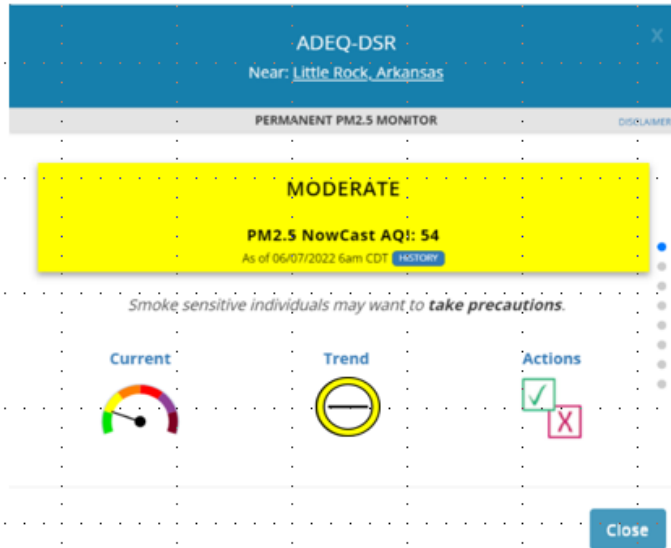 ADEQ-DSR
X
Near: Little Rock, Arkansas
PERMANENT PM2.5 MONITOR
DISCLAIMER
MODERATE
PM2.5 NowCast AQI: 54
As of 06/07/2022 6am CDT HISTORY
Smoke sensitive individuals may want to take precautions.
Current Trend Actions
X
Close